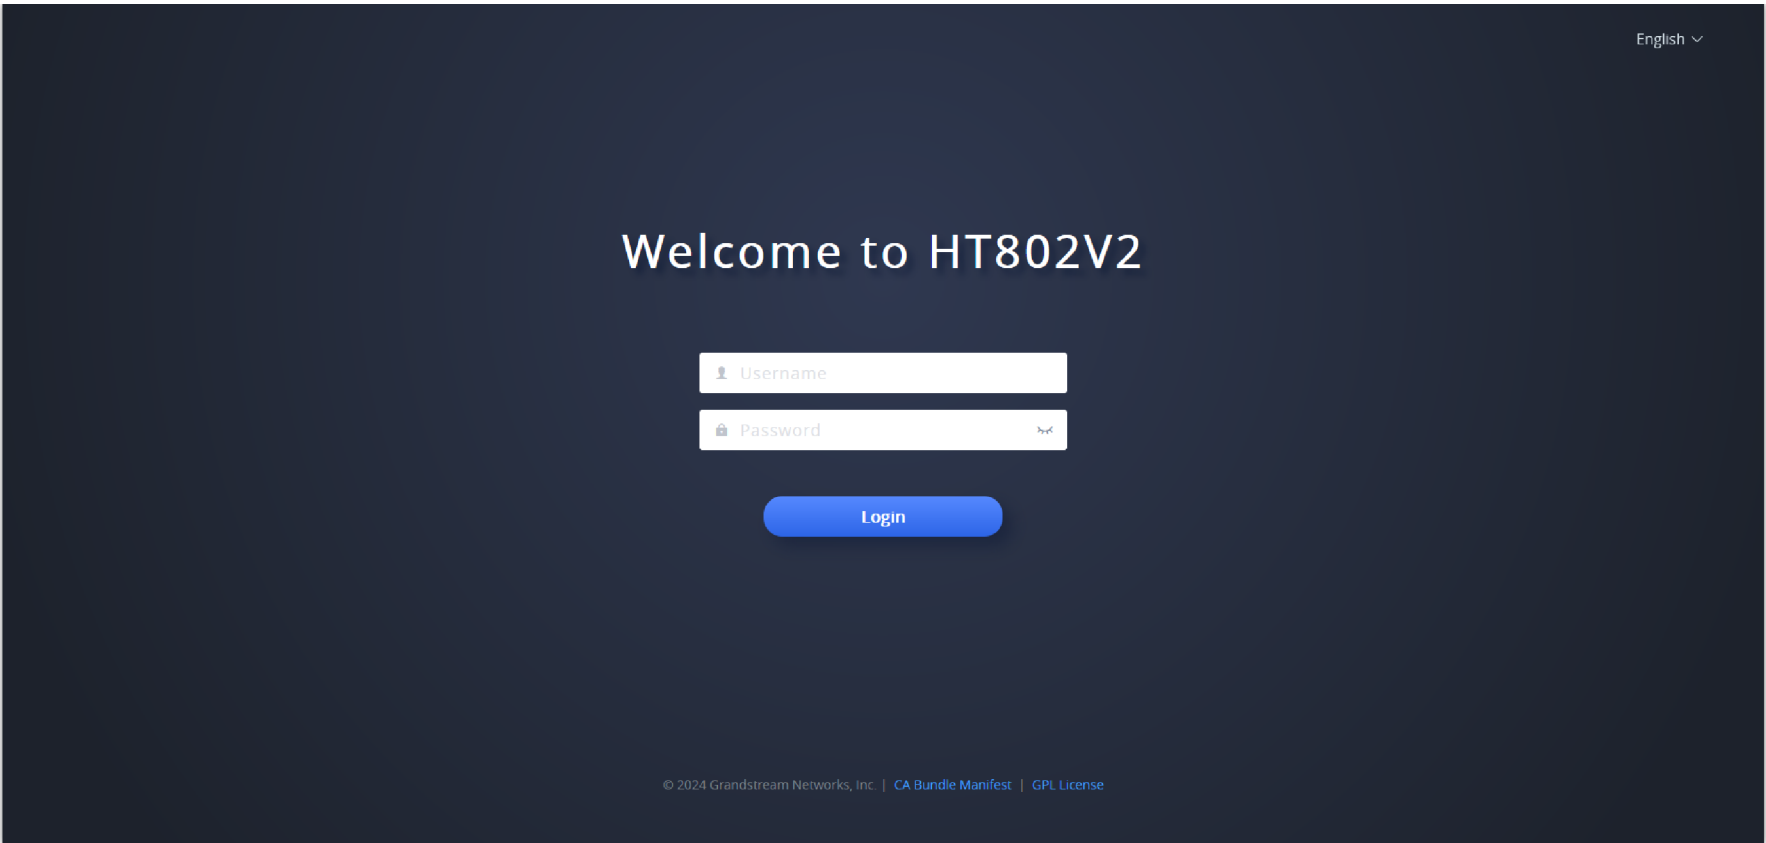 English
Welcome to HT802V2
Username
Password
Login
© 2024 Grandstream Networks, Inc. | CA Bundle Manifest | GPL License